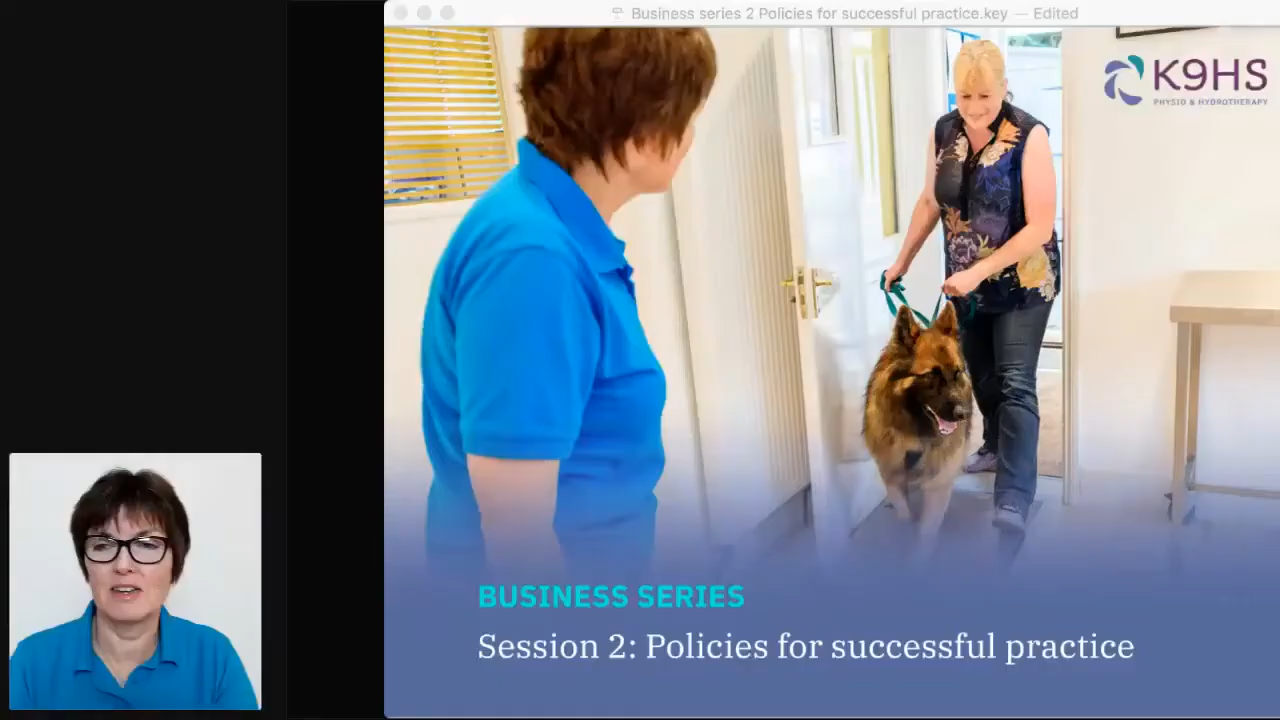 Business series 2 Policies for successful practice.key — Edited
K9HS
PHYSIO & HYDROTHERAPY
BUSINESS SERIES
Session 2: Policies for successful practice